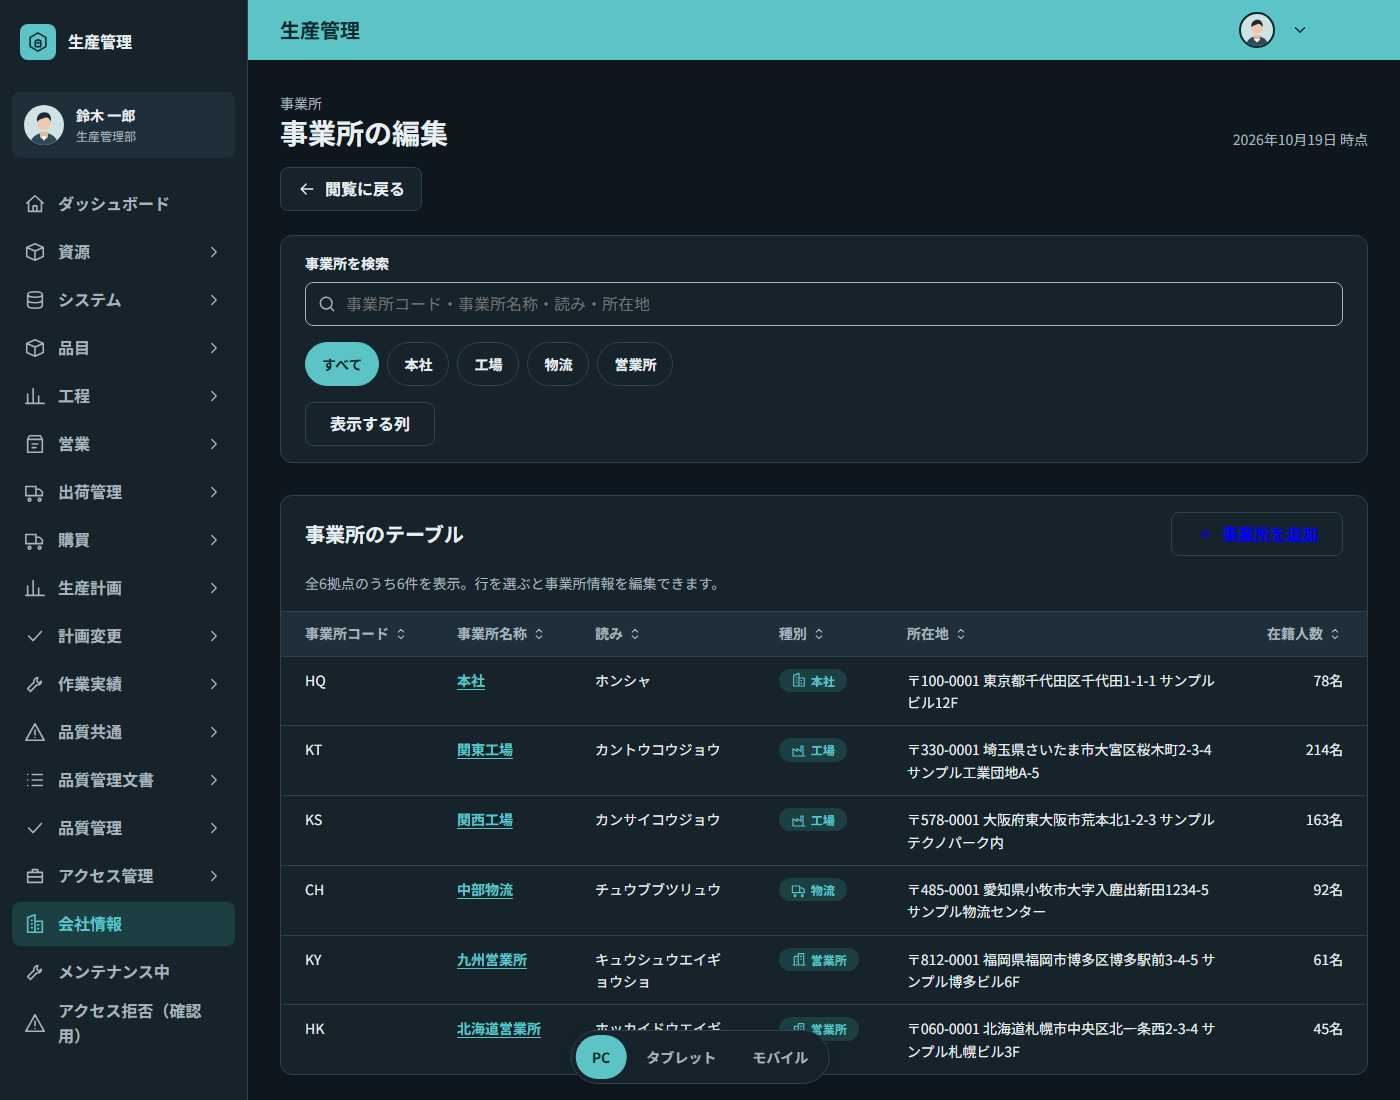 生産管理
鈴木 一郎
生産管理部
ダッシュボード
資源
システム
品目
工程
営業
出荷管理
購買
生産計画
計画変更
作業実績
品質共通
品質管理文書
品質管理
アクセス管理
会社情報
メンテナンス中
アクセス拒否（確認
用）
生産管理
事業所
事業所の編集
2026年10月19日 時点
閲覧に戻る
事業所を検索
事業所コード・事業所名称・読み・所在地
すべて 本社 工場 物流 営業所
表示する列
事業所のテーブル
事業所を追加
全6拠点のうち6件を表示。行を選ぶと事業所情報を編集できます。
事業所コード 事業所名称 読み 種別 所在地 在籍人数
HQ 本社 ホンシャ 本社 〒100-0001 東京都千代田区千代田1-1-1 サンプル 78名
ビル12F
KT 関東工場 カントウコウジョウ 工場 〒330-0001 埼玉県さいたま市大宮区桜木町2-3-4 214名
サンプル工業団地A-5
KS 関西工場 カンサイコウジョウ 工場 〒578-0001 大阪府東大阪市荒本北1-2-3 サンプル 163名
テクノパーク内
CH 中部物流 チュウブブツリュウ 物流 〒485-0001 愛知県小牧市大字入鹿出新田1234-5 92名
サンプル物流センター
KY 九州営業所 キュウシュウエイギ 営業所 〒812-0001 福岡県福岡市博多区博多駅前3-4-5 サ 61名
ョウショ ンプル博多ビル6F
HK 北海道営業所 ホッカイドウエイギ 営業所 〒060-0001 北海道札幌市中央区北一条西2-3-4 サ 45名
ンプル札幌ビル3F
PC タブレット モバイル